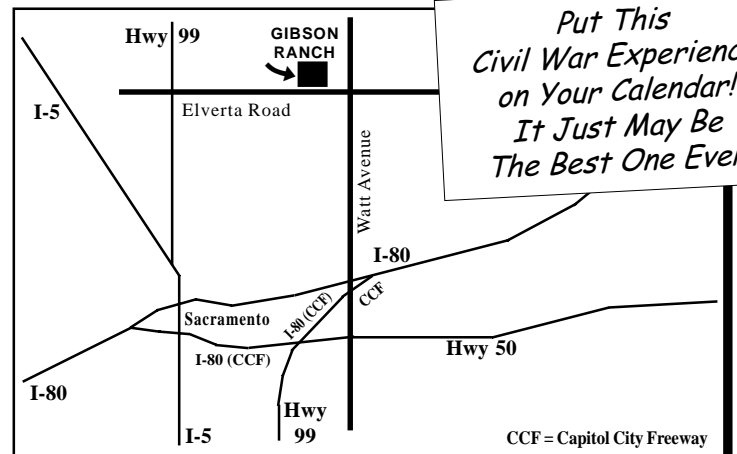 Put This
Civil War Experienc
on Your Calendar!
It Just May Be
The Best One Ever
Hwy 99
GIBSON
RANCH
I-5
Elverta Road
Watt Avenue
I-80
I-80 (CCF)
CCF
Sacramento
I-80 (CCF)
Hwy 50
I-80
Hwy
99
I-5
CCF = Capitol City Freeway